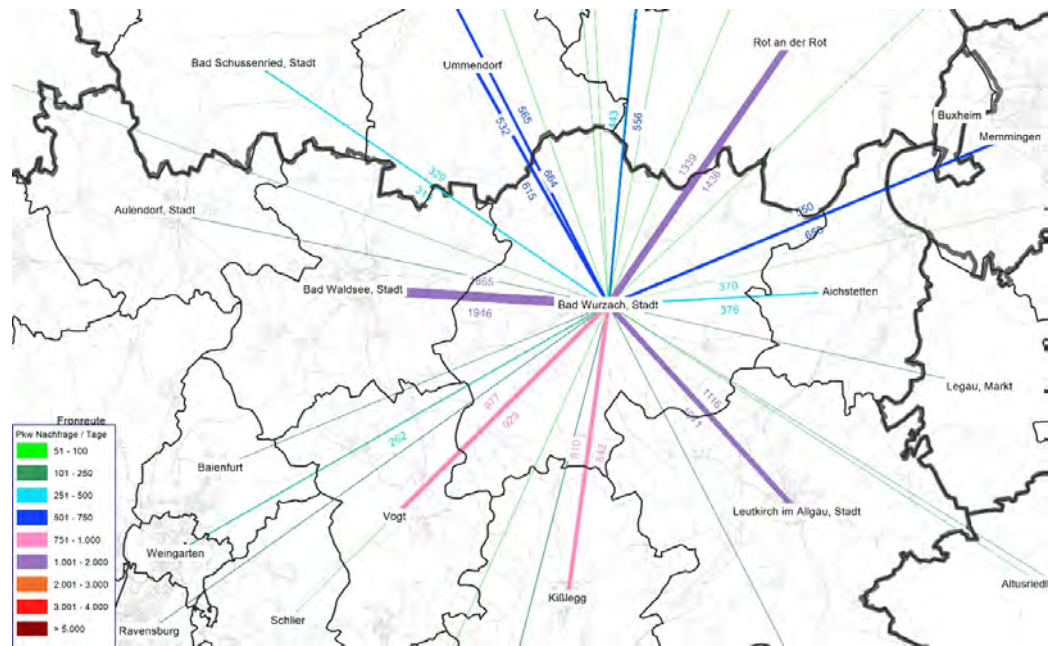 Rot an der Rot
Bad Schussenried, Stadt
Ummendorf
565
532
443
556
Buxheim
Memmingen
1339
1436
664
615
329
Aulendorf, Stadt
650
Bad Waldsee, Stadt
1965
1946
Bad Wurzach, Stadt
370
376
Aichstetten
Legau, Markt
1116
877
929
262
810
842
Fronreute
Pkw Nachfrage / Tage
51 - 100
101 - 250
251 - 500
501 - 750
751 - 1.000
1.001 - 2.000
2.001 - 3.000
3.001 - 4.000
> 5.000
Baienfurt
Vogt
Leutkirch im Allgäu, Stadt
Weingarten
Kißlegg
Altusried
Ravensburg
Schlier